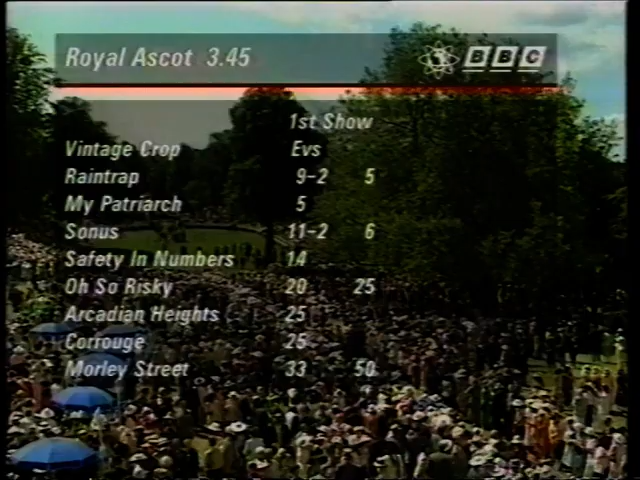 Royal Ascot 3.45 BBC
1st Show
Vintage Crop Evs
Raintrap 9-2 5
My Patriarch 5
Sonus 11-2 6
Safety In Numbers 14
Oh So Risky 20 25
Arcadian Heights 25
Corrouge 25
Morley Street 33 50